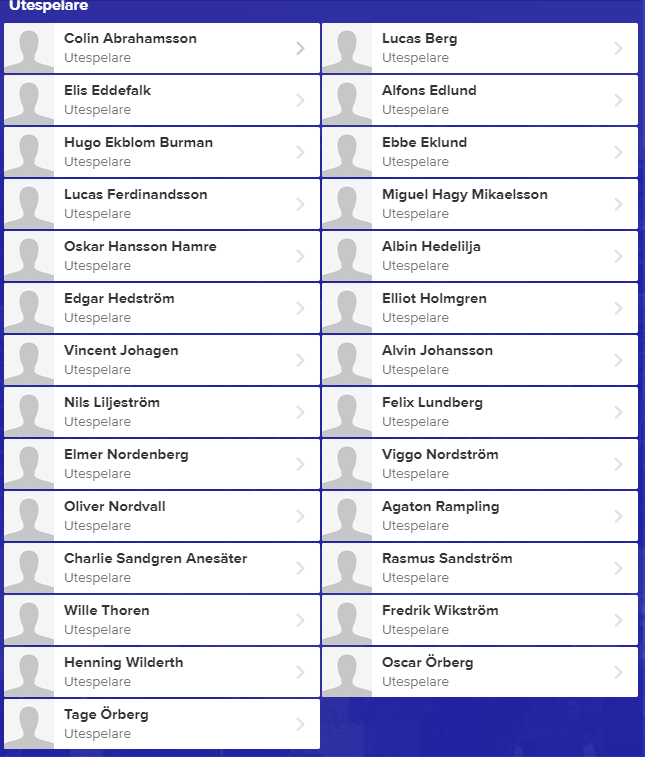 Utespelare
Colin Abrahamsson
Utespelare
Lucas Berg
Utespelare
Elis Eddefalk
Utespelare
Alfons Edlund
Utespelare
Hugo Ekblom Burman
Utespelare
Ebbe Eklund
Utespelare
Lucas Ferdinandsson
Utespelare
Miguel Hagy Mikaelsson
Utespelare
Oskar Hansson Hamre
Utespelare
Albin Hedelilja
Utespelare
Edgar Hedström
Utespelare
Elliot Holmgren
Utespelare
Vincent Johagen
Utespelare
Alvin Johansson
Utespelare
Nils Liljeström
Utespelare
Felix Lundberg
Utespelare
Elmer Nordenberg
Utespelare
Viggo Nordström
Utespelare
Oliver Nordvall
Utespelare
Agaton Rampling
Utespelare
Charlie Sandgren Anesäter
Utespelare
Rasmus Sandström
Utespelare
Wille Thoren
Utespelare
Fredrik Wikström
Utespelare
Henning Wilderth
Utespelare
Oscar Örberg
Utespelare
Tage Örberg
Utespelare